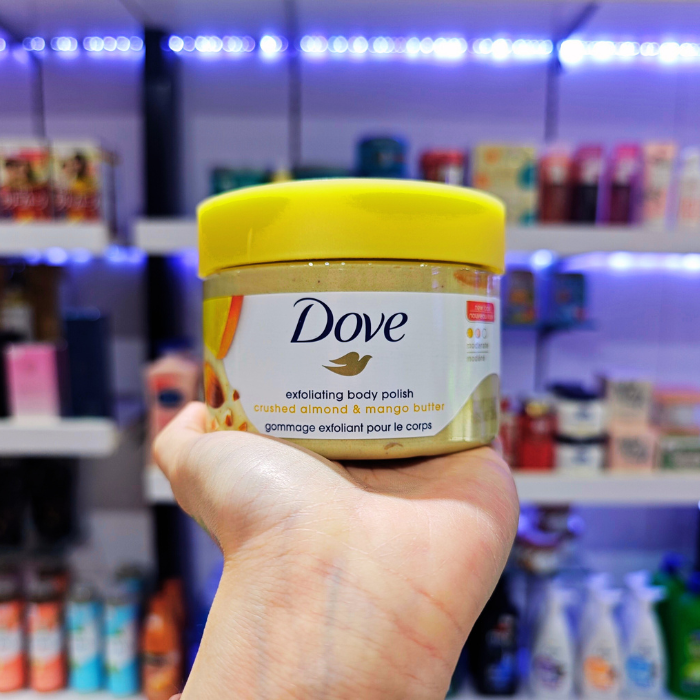 Dove
exfoliating body polish
crushed almond & mango butter
gommage exfoliant pour le corps